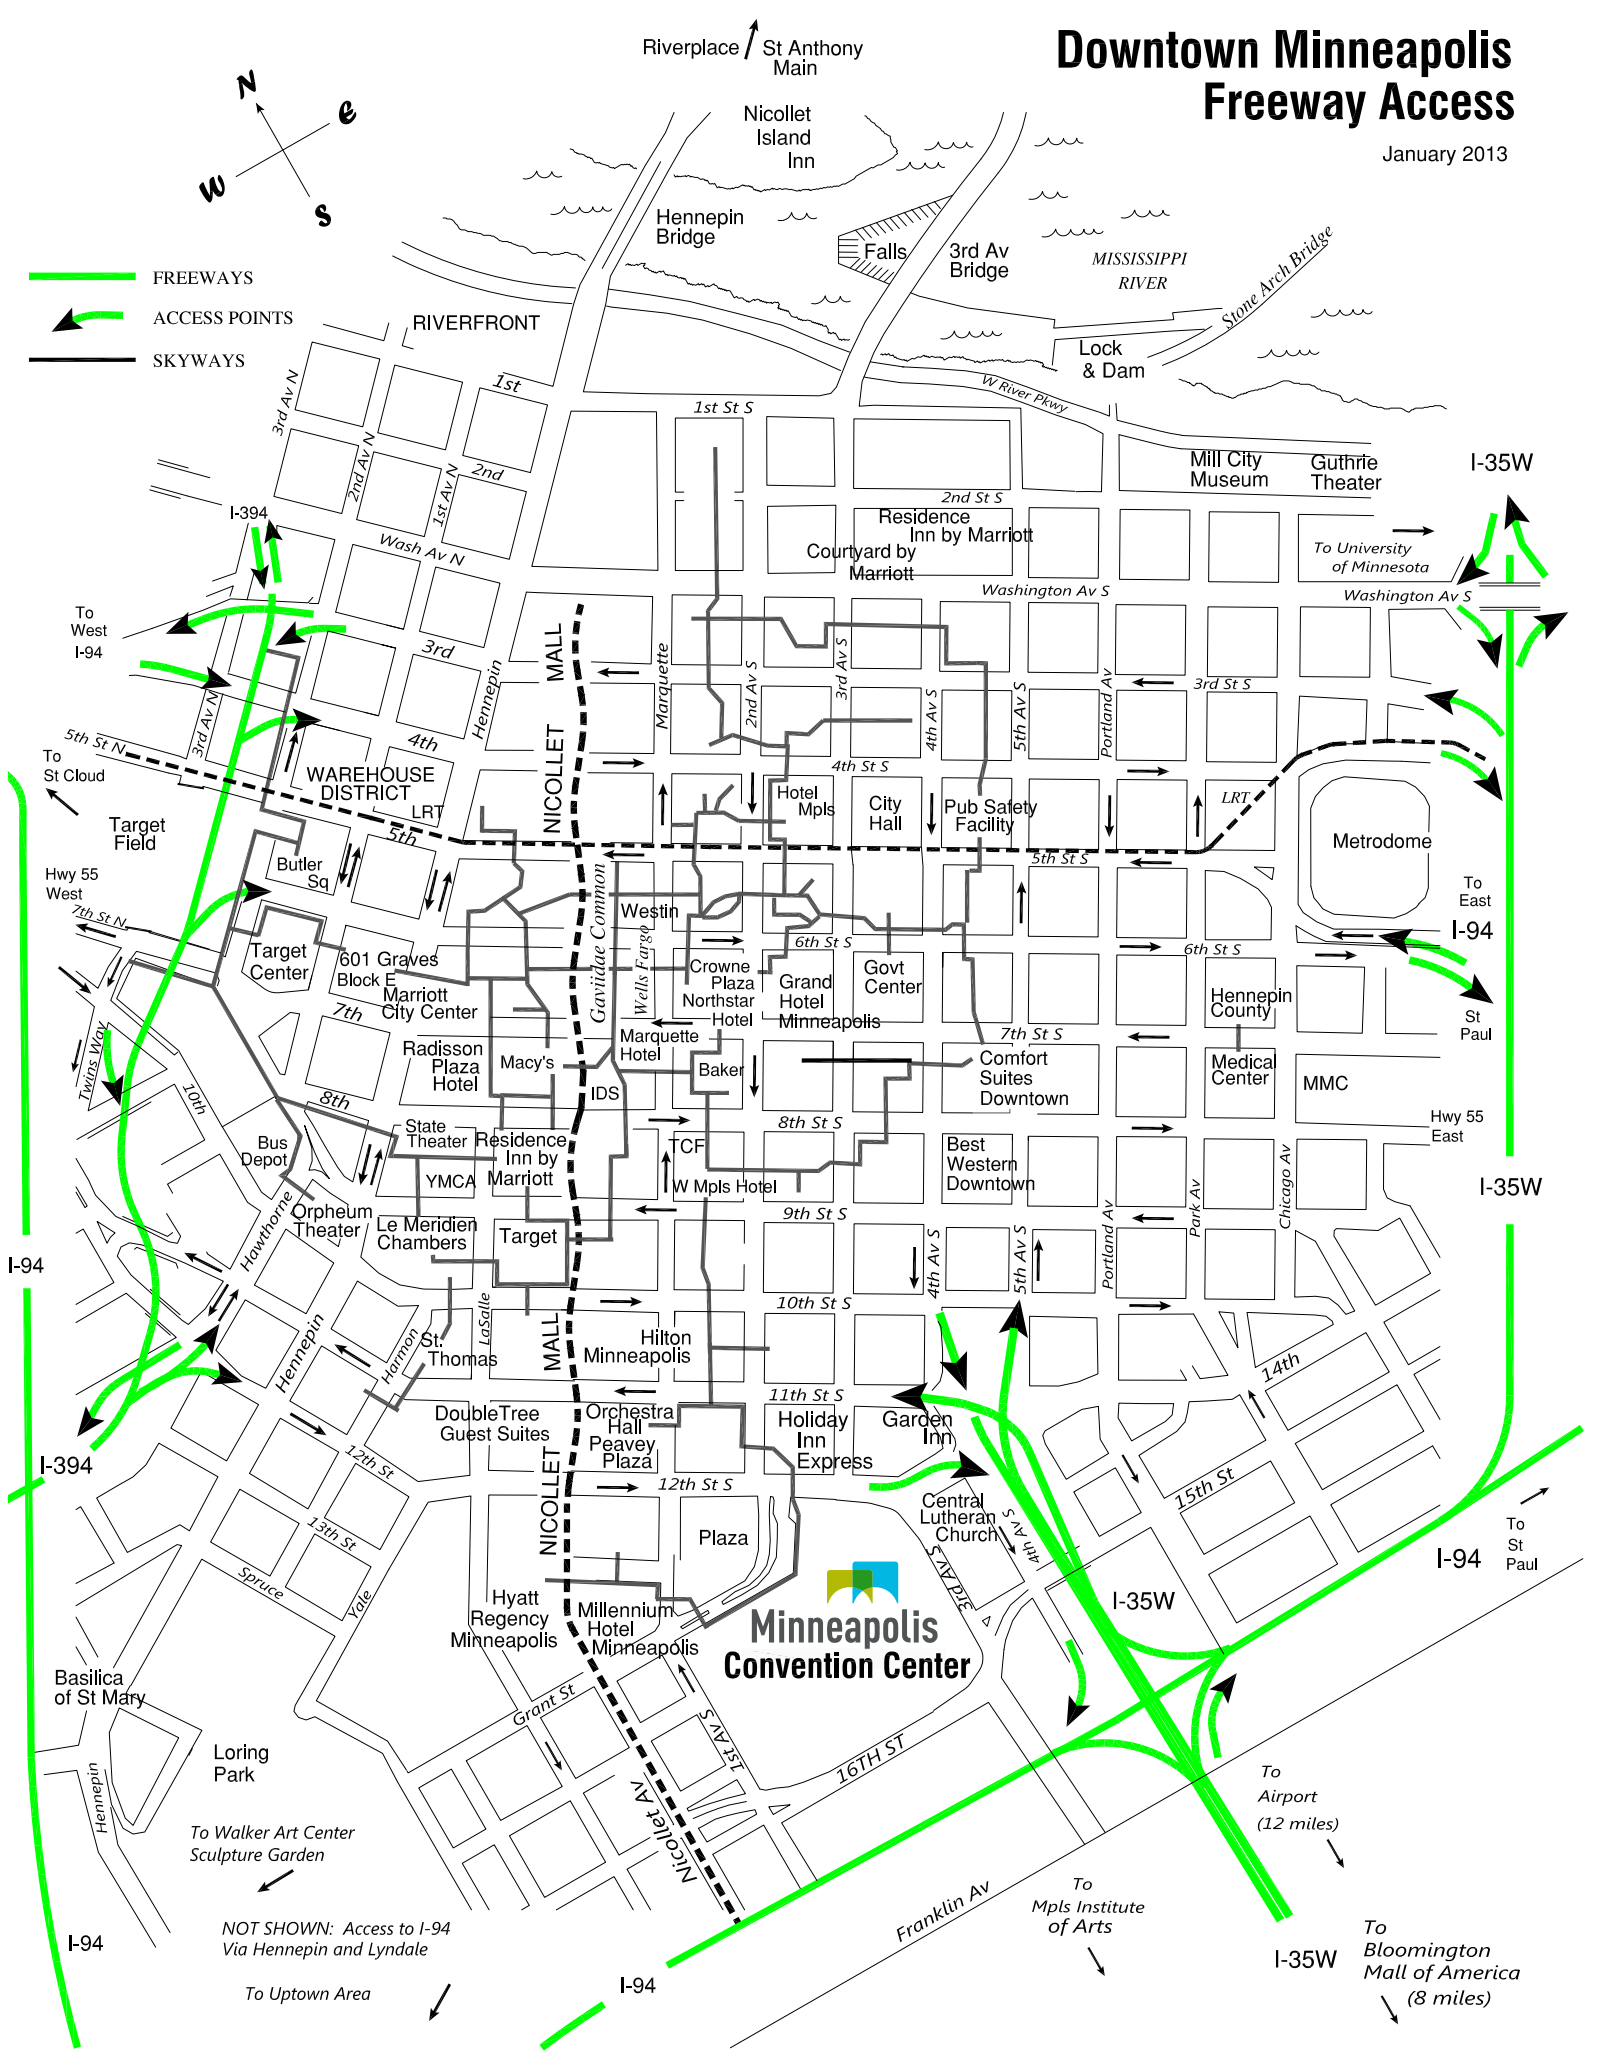 Downtown Minneapolis
Freeway Access
January 2013
Riverplace
St Anthony
Main
N
E
W
S
Nicollet
Island
Inn
Hennepin
Bridge
Falls
3rd Av
Bridge
MISSISSIPPI
RIVER
Stone Arch Bridge
FREEWAYS
ACCESS POINTS
SKYWAYS
RIVERFRONT
Lock
& Dam
W River Pkwy
3rd Av N
2nd Av N
1st Av N
1st
2nd
1st St S
I-394
Wash Av N
2nd St S
Residence
Inn by Marriott
Courtyard by
Marriott
Mill City
Museum
Guthrie
Theater
I-35W
To University
of Minnesota
Washington Av S
Washington Av S
To
West
I-94
3rd
Hennepin
NICOLLET
MALL
Marquette
2nd Av S
3rd Av S
4th Av S
5th Av S
Portland Av
3rd St S
3rd Av N
5th St N
4th
4th St S
To
St Cloud
WAREHOUSE
DISTRICT
LRT
5th
Target
Field
Hotel
Mpls
City
Hall
Pub Safety
Facility
LRT
Metrodome
5th St S
Butler
Sq
Hwy 55
West
7th St N
Gaviidae Common
Wells Fargo
Westin
To
East
I-94
6th St S
6th St S
Target
Center
601 Graves
Block E
Marriott
City Center
Crowne
Plaza
Northstar
Hotel
Grand
Hotel
Minneapolis
Govt
Center
Hennepin
County
St
Paul
7th
7th St S
Twins Way
10th
Radisson
Plaza
Hotel
Macy's
Marquette
Hotel
Baker
IDS
Comfort
Suites
Downtown
Medical
Center
MMC
8th
8th St S
Hwy 55
East
Bus
Depot
State
Theater
YMCA
Residence
Inn by
Marriott
TCF
W Mpls Hotel
Best
Western
Downtown
I-35W
Hawthorne
Orpheum
Theater
Le Meridien
Chambers
Target
9th St S
4th Av S
5th Av S
Portland Av
Park Av
Chicago Av
I-94
10th St S
Hennepin
Harmon
LaSalle
St.
Thomas
NICOLLET
MALL
Hilton
Minneapolis
14th
11th St S
I-394
DoubleTree
Guest Suites
Orchestra
Hall
Peavey
Plaza
Holiday
Inn
Express
Garden
Inn
12th St
12th St S
15th St
13th St
Spruce
Yale
Plaza
Central
Lutheran
Church
4th Av S
3rd Av S
I-94
To
St
Paul
I-35W
Hyatt
Regency
Minneapolis
Millennium
Hotel
Minneapolis
Minneapolis
Convention Center
Basilica
of St Mary
Grant St
1st Av S
16TH ST
Loring
Park
Hennepin
Nicollet Av
To
Airport
(12 miles)
To Walker Art Center
Sculpture Garden
Franklin Av
To
Mpls Institute
of Arts
NOT SHOWN: Access to I-94
Via Hennepin and Lyndale
I-94
To Uptown Area
I-94
I-35W
To
Bloomington
Mall of America
(8 miles)